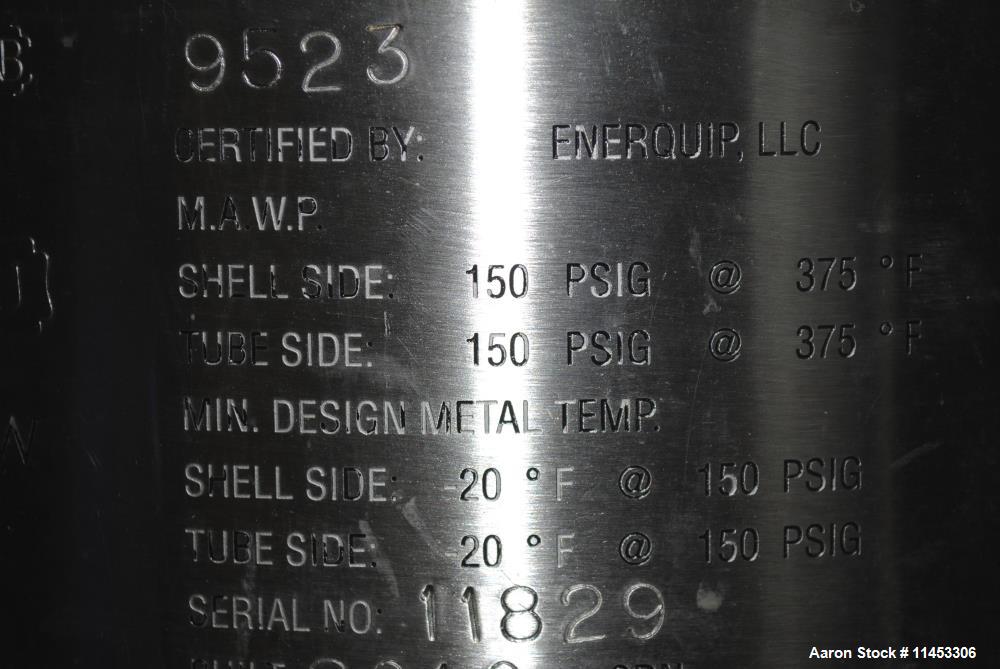 B
9523
CERTIFIED BY: ENERQUIP, LLC
M.A.W.P.
SHELL SIDE: 150 PSIG @ 375 °F
TUBE SIDE: 150 PSIG @ 375 °F
U
MIN. DESIGN METAL TEMP.
W
SHELL SIDE: -20 °F @ 150 PSIG
TUBE SIDE: -20 °F @ 150 PSIG
SERIAL NO: 11829
Aaron Stock # 11453306